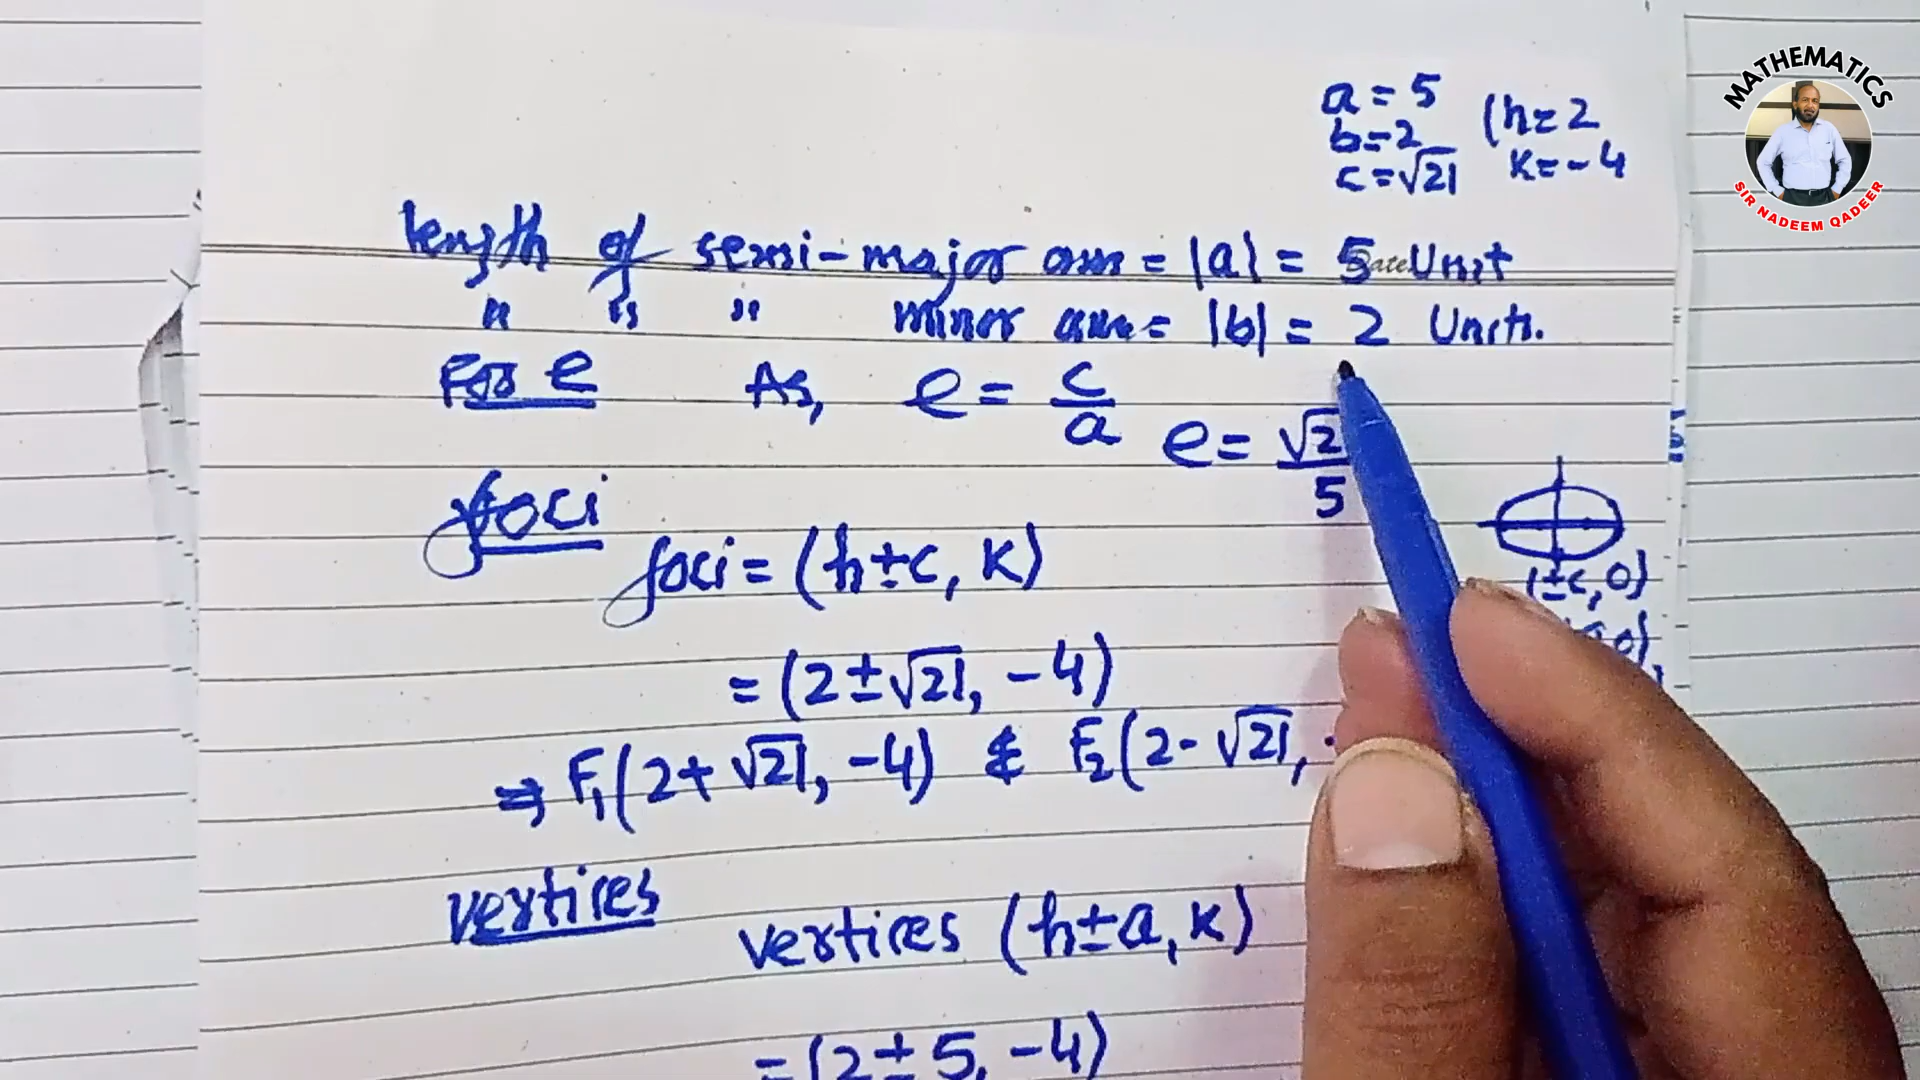 MATHEMATICS
SIR NADEEM QADEER
a = 5
b = 2
c = √21
(h = 2
k = - 4
length of semi-major axis = |a| = 5 Unit
" " " minor axis = |b| = 2 Units.
For e As, e = c/a
e = √2 /5
foci
foci = (h ± c, k)
(±c, 0)
0)
= (2 ± √21, - 4)
⇒ F₁(2 + √21, -4) & F₂(2 - √21,
vertices
vertices (h ± a, k)
= (2 ± 5, -4)